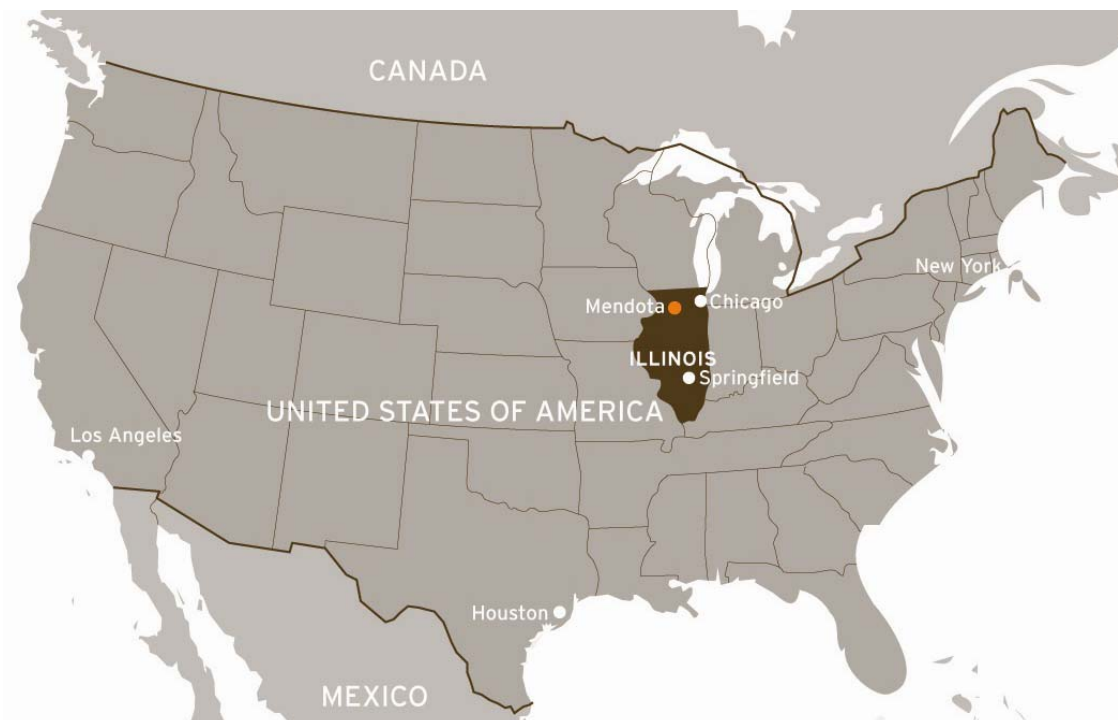 CANADA
New York
Mendota
Chicago
ILLINOIS
Springfield
UNITED STATES OF AMERICA
Los Angeles
Houston
MEXICO